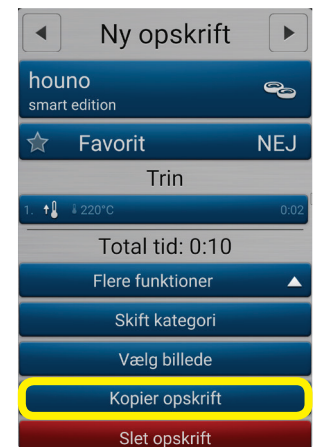 Ny opskrift
houno
smart edition
Favorit NEJ
Trin
1. 220°C 0:02
Total tid: 0:10
Flere funktioner
Skift kategori
Vælg billede
Kopier opskrift
Slet opskrift